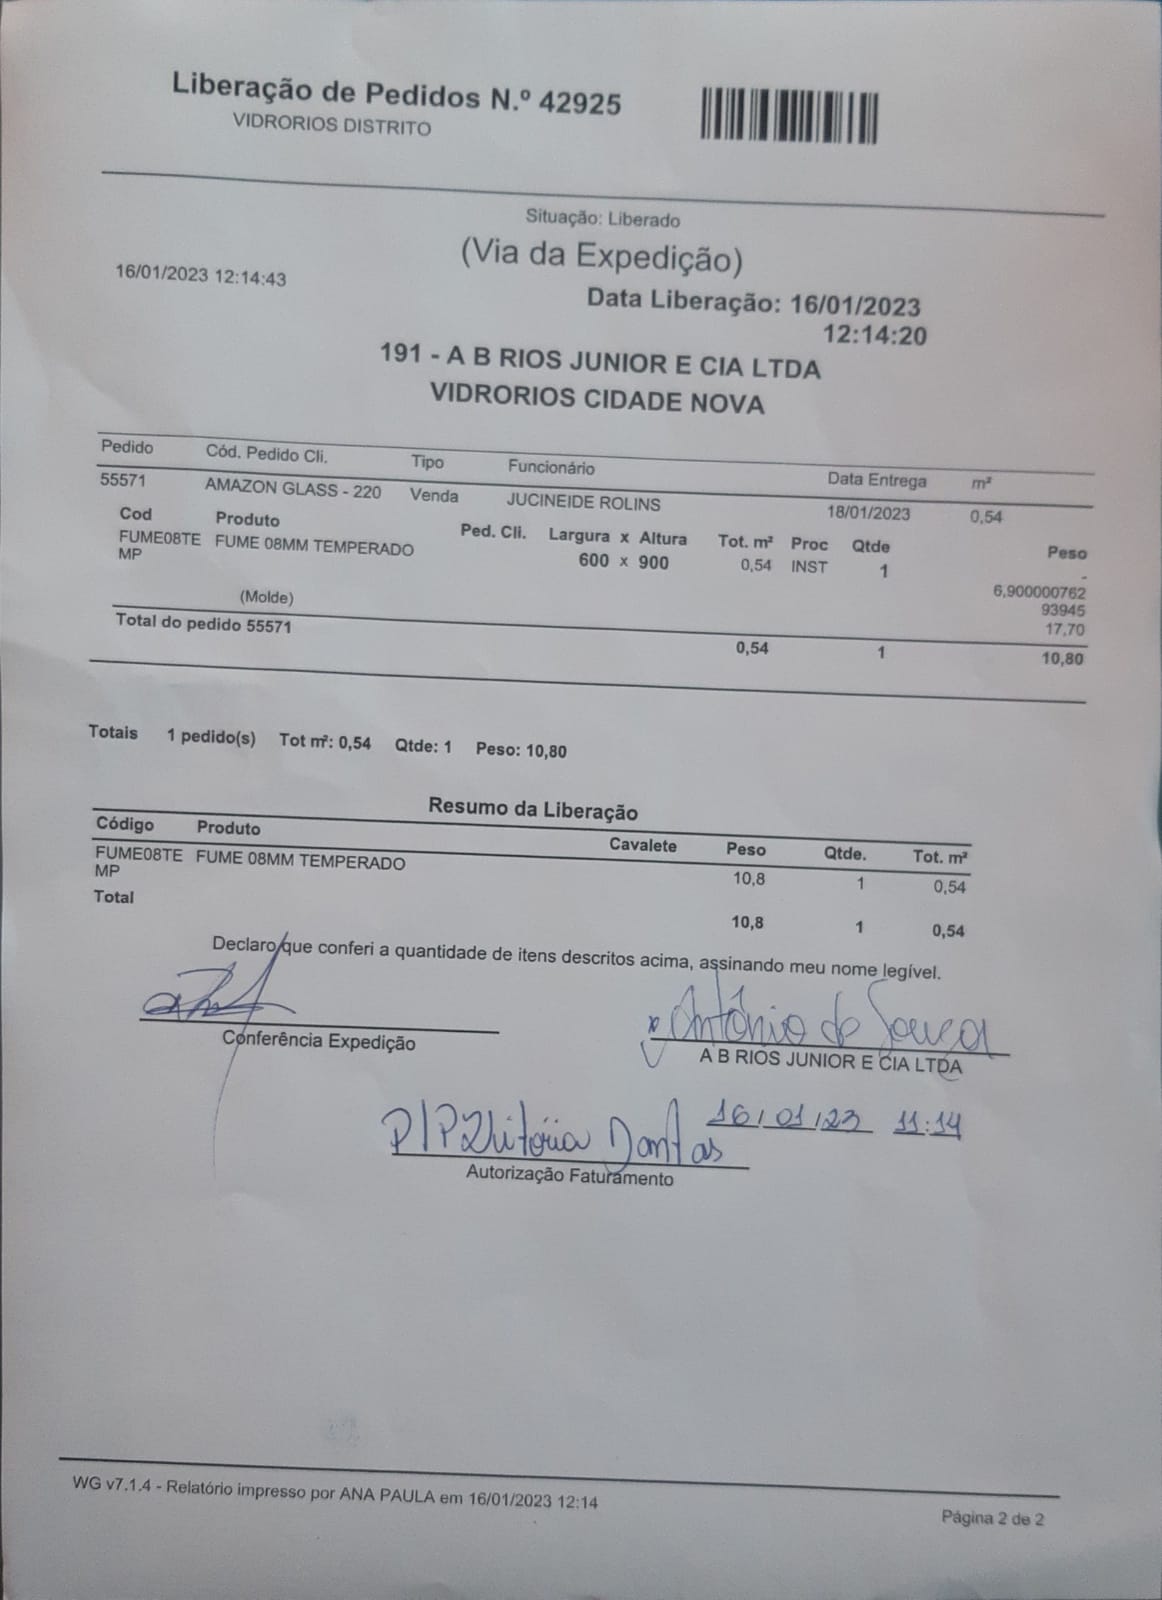 Liberação de Pedidos N.º 42925
VIDRORIOS DISTRITO
Situação: Liberado
(Via da Expedição)
16/01/2023 12:14:43
Data Liberação: 16/01/2023
12:14:20
191 - A B RIOS JUNIOR E CIA LTDA
VIDRORIOS CIDADE NOVA
Pedido Cód. Pedido Cli. Tipo Funcionário Data Entrega m²
55571 AMAZON GLASS - 220 Venda JUCINEIDE ROLINS 18/01/2023 0,54
Cod Produto Ped. Cli. Largura x Altura Tot. m² Proc Qtde Peso
FUME08TE FUME 08MM TEMPERADO 600 x 900 0,54 INST 1 -
MP 6,900000762
93945
(Molde) 17,70
Total do pedido 55571 0,54 1 10,80
Totais 1 pedido(s) Tot m²: 0,54 Qtde: 1 Peso: 10,80
Resumo da Liberação
Código Produto Cavalete Peso Qtde. Tot. m²
FUME08TE FUME 08MM TEMPERADO 10,8 1 0,54
MP
Total 10,8 1 0,54
Declaro que conferi a quantidade de itens descritos acima, assinando meu nome legível.
Antônio de Souza
Conferência Expedição A B RIOS JUNIOR E CIA LTDA
P/P Vitória Dantas 16/01/23 11:14
Autorização Faturamento
WG v7.1.4 - Relatório impresso por ANA PAULA em 16/01/2023 12:14
Página 2 de 2